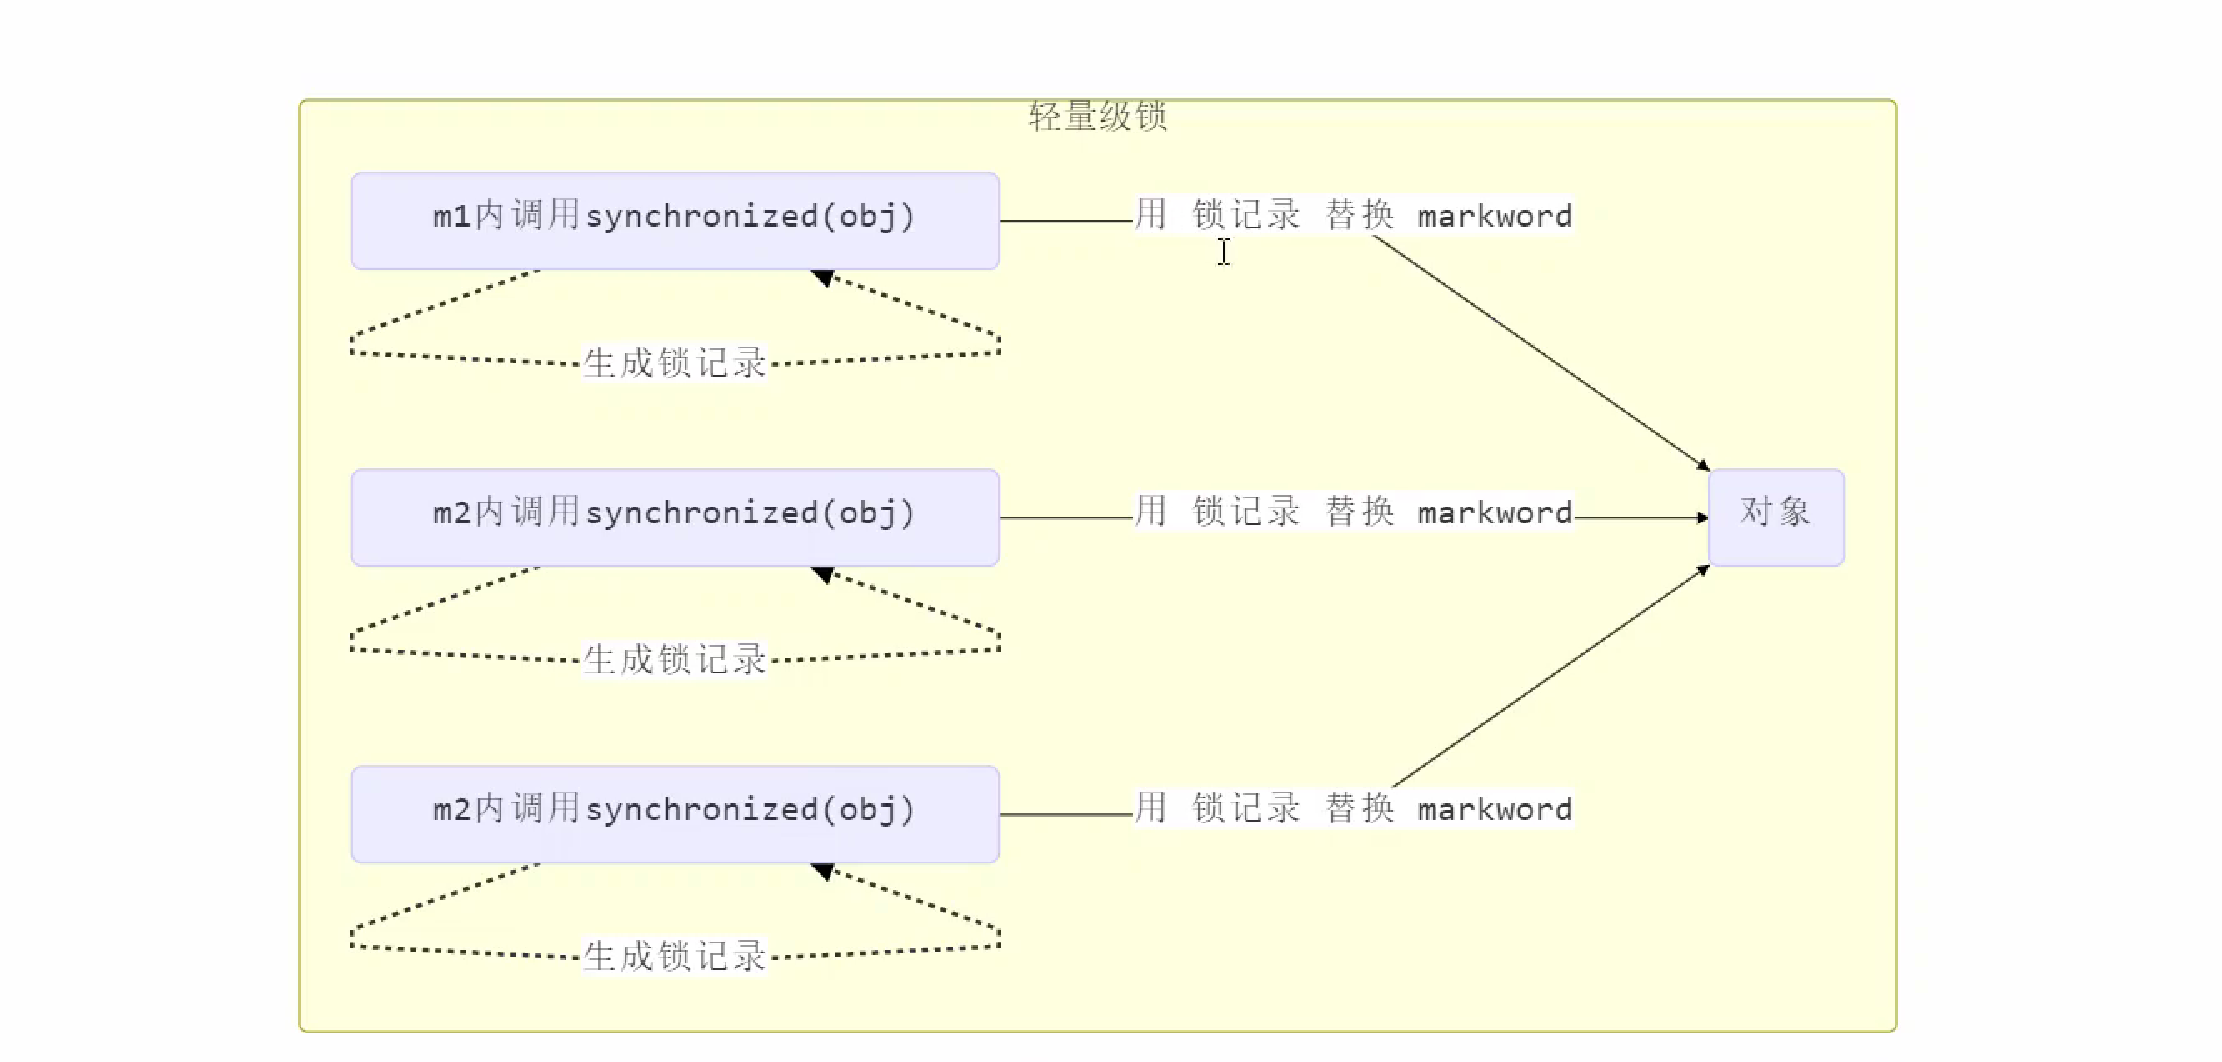 轻量级锁
m1内调用synchronized(obj)
用 锁记录 替换 markword
生成锁记录
m2内调用synchronized(obj)
用 锁记录 替换 markword
对象
生成锁记录
m2内调用synchronized(obj)
用 锁记录 替换 markword
生成锁记录